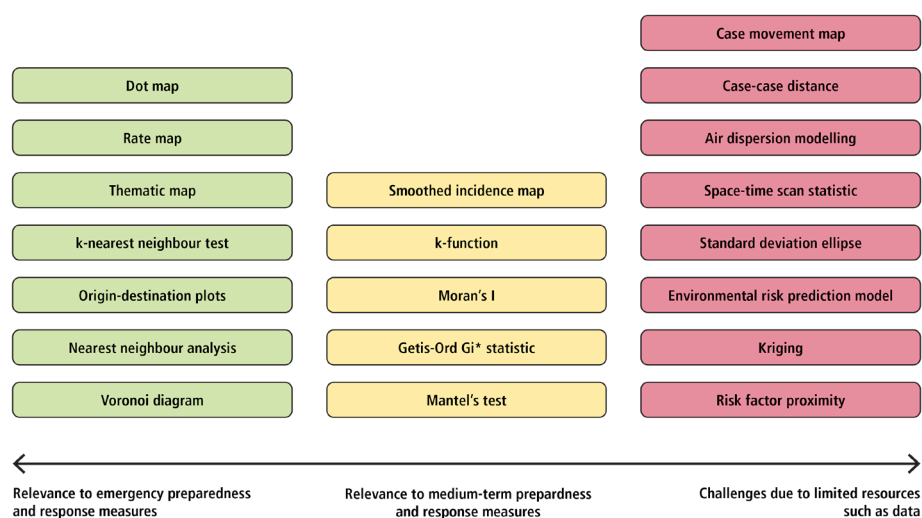 Case movement map
Dot map
Case-case distance
Rate map
Air dispersion modelling
Thematic map
Smoothed incidence map
Space-time scan statistic
k-nearest neighbour test
k-function
Standard deviation ellipse
Origin-destination plots
Moran's I
Environmental risk prediction model
Nearest neighbour analysis
Getis-Ord Gi* statistic
Kriging
Voronoi diagram
Mantel's test
Risk factor proximity
Relevance to emergency preparedness
and response measures
Relevance to medium-term prepardness
and response measures
Challenges due to limited resources
such as data